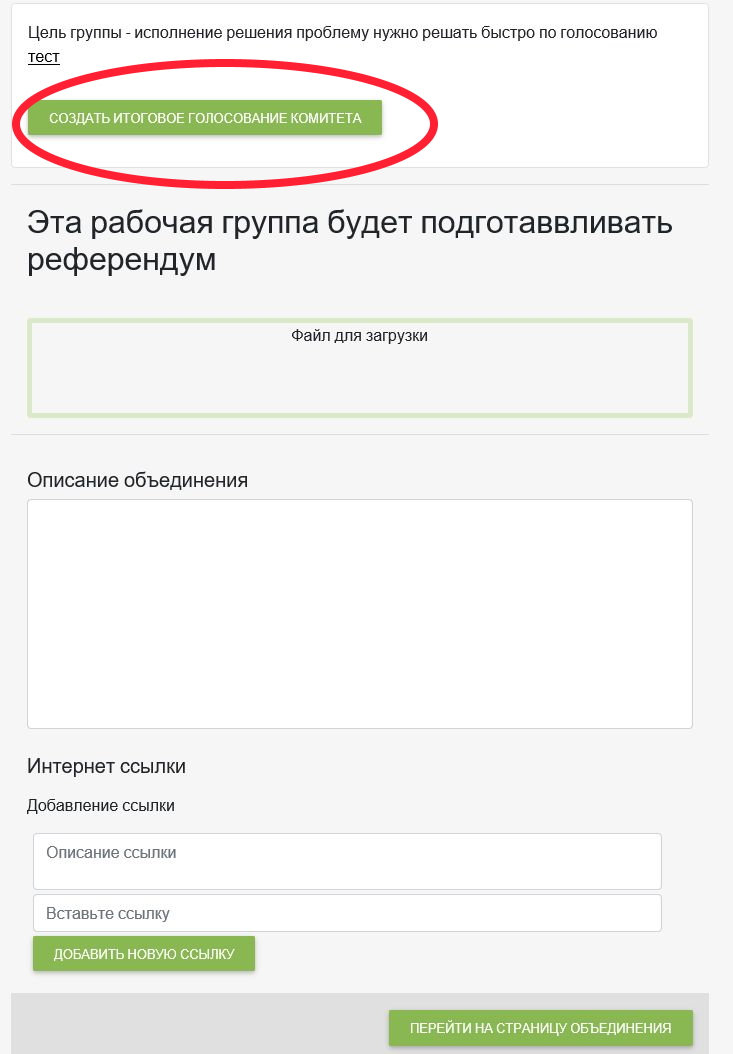 Цель группы - исполнение решения проблему нужно решать быстро по голосованию
тест
СОЗДАТЬ ИТОГОВОЕ ГОЛОСОВАНИЕ КОМИТЕТА
Эта рабочая группа будет подготаввливать
референдум
Файл для загрузки
Описание объединения
Интернет ссылки
Добавление ссылки
Описание ссылки
Вставьте ссылку
ДОБАВИТЬ НОВУЮ ССЫЛКУ
ПЕРЕЙТИ НА СТРАНИЦУ ОБЪЕДИНЕНИЯ